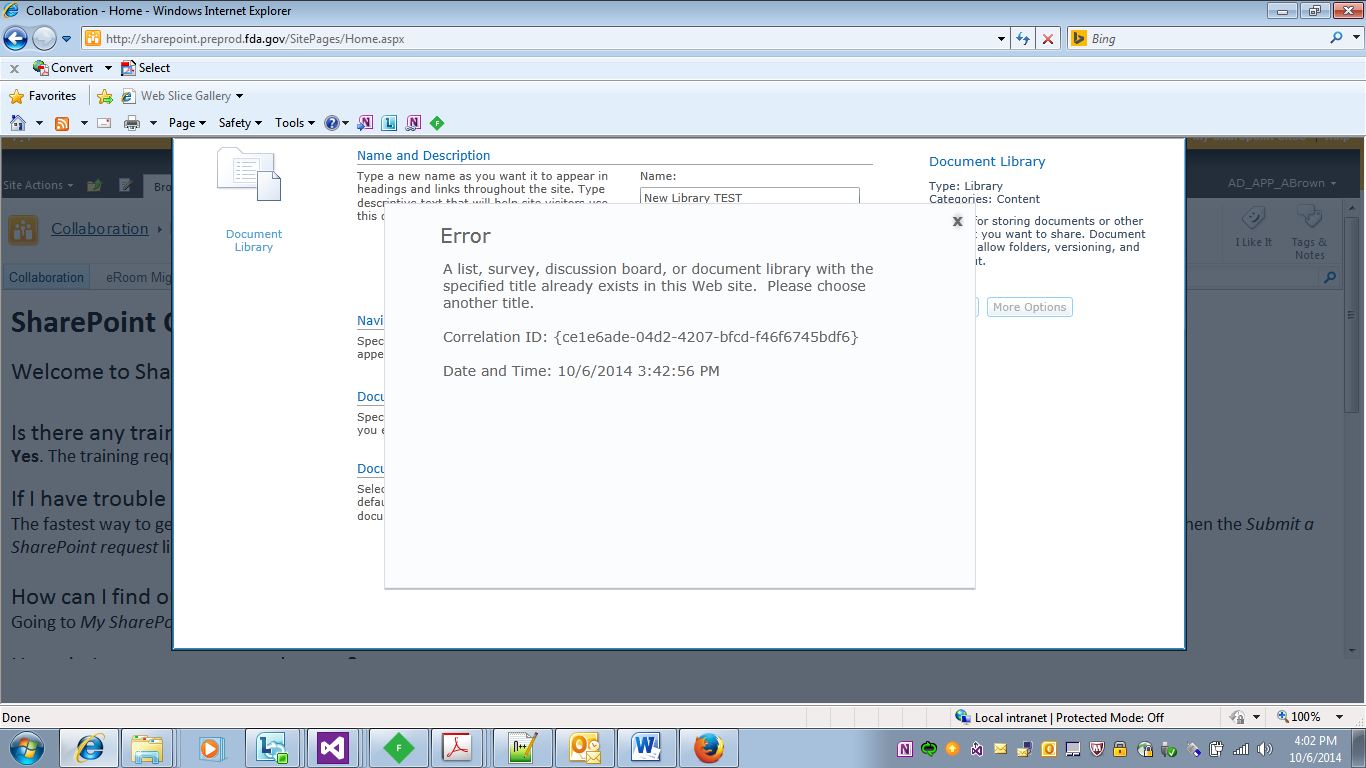 Collaboration - Home - Windows Internet Explorer
http://sharepoint.preprod.fda.gov/SitePages/Home.aspx
Bing
x Convert Select
Favorites Web Slice Gallery
Page Safety Tools
Site Actions
AD_APP_ABrown
Collaboration
Collaboration eRoom Mig
I Like It Tags & Notes
SharePoint C
Welcome to Sha
Is there any train
Yes. The training requ
If I have trouble
The fastest way to ge
hen the Submit a
SharePoint request li
How can I find o
Going to My SharePo
Document
Library
Name and Description
Type a new name as you want it to appear in
headings and links throughout the site. Type
descriptive text that will help site visitors use
this
Name:
New Library TEST
Navi
Spec
appe
Docu
Spec
you e
Docu
Selec
defau
docu
Document Library
Type: Library
Categories: Content
for storing documents or other
you want to share. Document
allow folders, versioning, and
More Options
Error
x
A list, survey, discussion board, or document library with the
specified title already exists in this Web site. Please choose
another title.
Correlation ID: {ce1e6ade-04d2-4207-bfcd-f46f6745bdf6}
Date and Time: 10/6/2014 3:42:56 PM
Done
Local intranet | Protected Mode: Off
100%
4:02 PM
10/6/2014